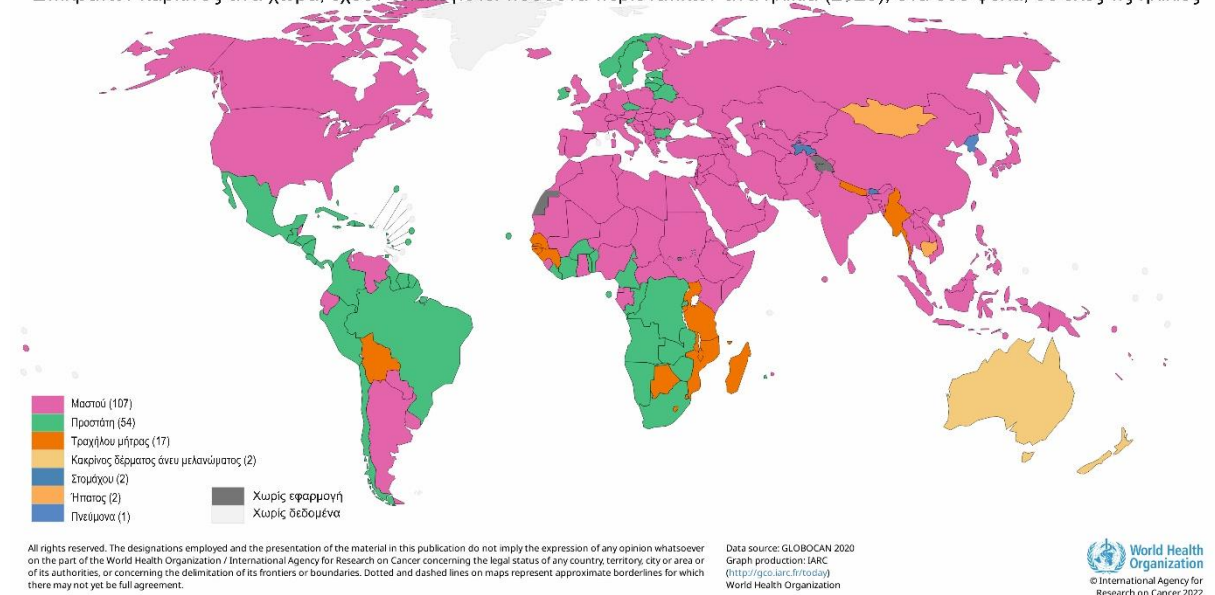 Μαστού (107)
Προστάτη (54)
Τραχήλου μήτρας (17)
Κακρίνος δέρματος άνευ μελανώματος (2)
Στομάχου (2)
Ήπατος (2)
Πνεύμονα (1)
Χωρίς εφαρμογή
Χωρίς δεδομένα
All rights reserved. The designations employed and the presentation of the material in this publication do not imply the expression of any opinion whatsoever
on the part of the World Health Organization / International Agency for Research on Cancer concerning the legal status of any country, territory, city or area or
of its authorities, or concerning the delimitation of its frontiers or boundaries. Dotted and dashed lines on maps represent approximate borderlines for which
there may not yet be full agreement.
Data source: GLOBOCAN 2020
Graph production: IARC
(http://gco.iarc.fr/today)
World Health Organization
World Health
Organization
© International Agency for
Research on Cancer 2022